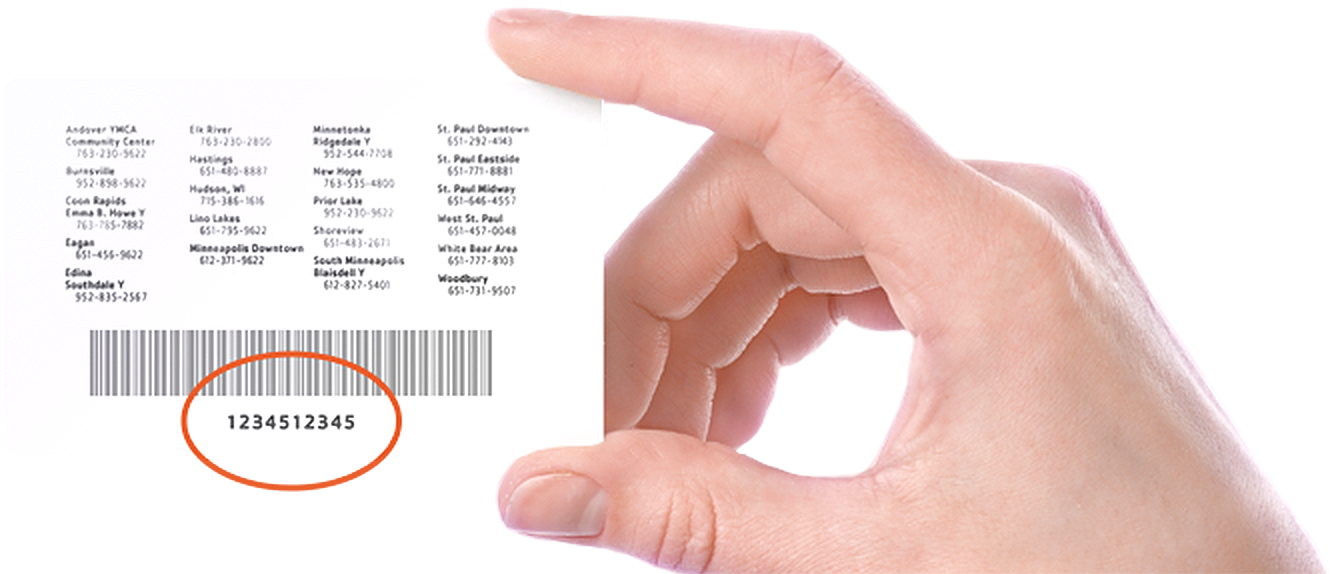 Andover YMCA
Community Center
763-230-9622
Burnsville
952-898-9622
Coon Rapids
Emma B. Howe Y
763-785-7882
Eagan
651-456-9622
Edina
Southdale Y
952-835-2567
Elk River
763-230-2800
Hastings
651-480-8887
Hudson, WI
715-386-1616
Lino Lakes
651-795-9622
Minneapolis Downtown
612-371-9622
Minnetonka
Ridgedale Y
952-544-7708
New Hope
763-535-4800
Prior Lake
952-230-9622
Shoreview
651-483-2671
South Minneapolis
Blaisdell Y
612-827-5401
St. Paul Downtown
651-292-4143
St. Paul Eastside
651-771-8881
St. Paul Midway
651-646-4557
West St. Paul
651-457-0048
White Bear Area
651-777-8103
Woodbury
651-731-9507
1234512345